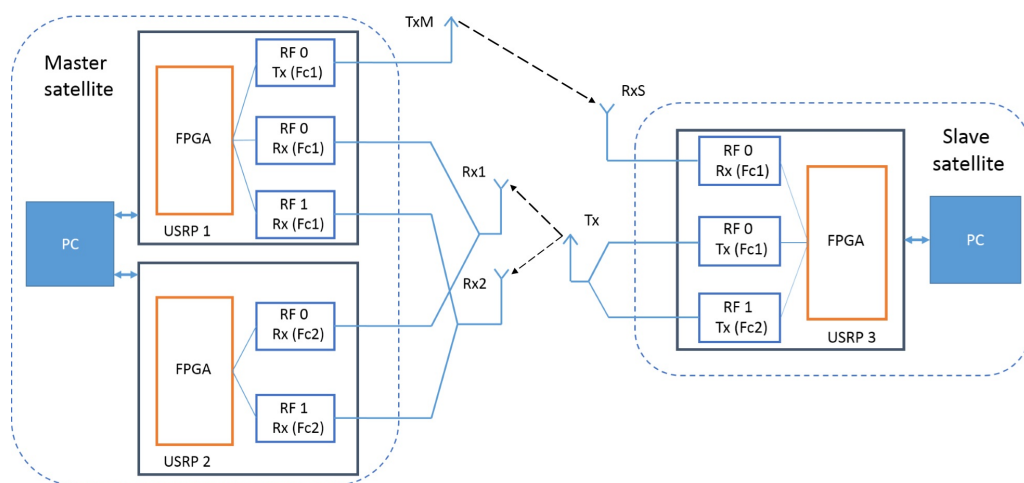 Master
satellite
PC
FPGA
RF 0
Tx (Fc1)
RF 0
Rx (Fc1)
RF 1
Rx (Fc1)
USRP 1
FPGA
RF 0
Rx (Fc2)
RF 1
Rx (Fc2)
USRP 2
TxM
RxS
Rx1
Rx2
Tx
RF 0
Rx (Fc1)
RF 0
Tx (Fc1)
RF 1
Tx (Fc2)
FPGA
USRP 3
Slave
satellite
PC